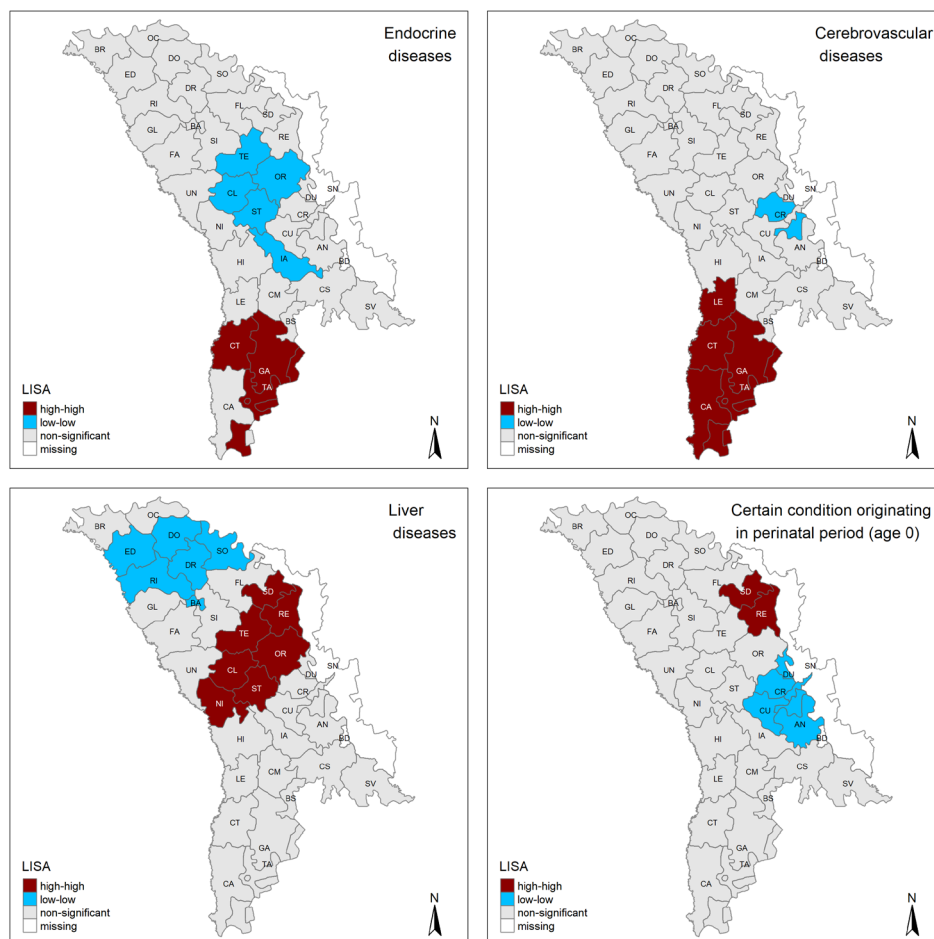 Endocrine
diseases
BR
OC
DO
ED
SO
DR
RI
FL
SD
GL
BA
RE
SI
FA
TE
OR
UN
CL
SN
DU
ST
CR
NI
CU
AN
HI
IA
BD
CS
CM
LE
SV
BS
CT
GA
TA
CA
LISA
high-high
low-low
non-significant
missing
N
Cerebrovascular
diseases
BR
OC
DO
ED
SO
DR
RI
FL
SD
GL
BA
RE
SI
FA
TE
OR
UN
CL
SN
DU
ST
CR
NI
CU
AN
HI
IA
BD
CS
CM
LE
SV
BS
CT
GA
TA
CA
LISA
high-high
low-low
non-significant
missing
N
Liver
diseases
BR
OC
DO
ED
SO
DR
RI
FL
SD
GL
BA
RE
SI
FA
TE
OR
UN
CL
SN
DU
ST
CR
NI
CU
AN
HI
IA
BD
CS
CM
LE
SV
BS
CT
GA
TA
CA
LISA
high-high
low-low
non-significant
missing
N
Certain condition originating
in perinatal period (age 0)
BR
OC
DO
ED
SO
DR
RI
FL
SD
GL
BA
RE
SI
FA
TE
OR
UN
CL
SN
DU
ST
CR
NI
CU
AN
HI
IA
BD
CS
CM
LE
SV
BS
CT
GA
TA
CA
LISA
high-high
low-low
non-significant
missing
N